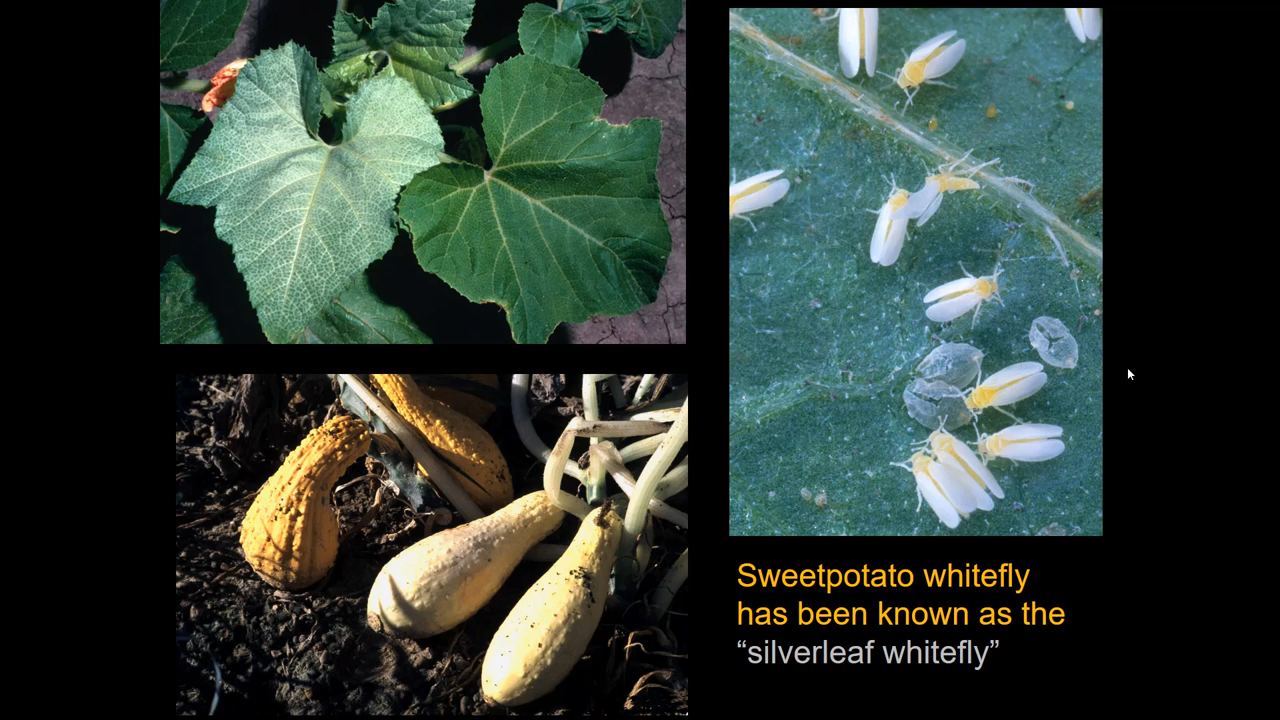 Sweetpotato whitefly
has been known as the
“silverleaf whitefly”